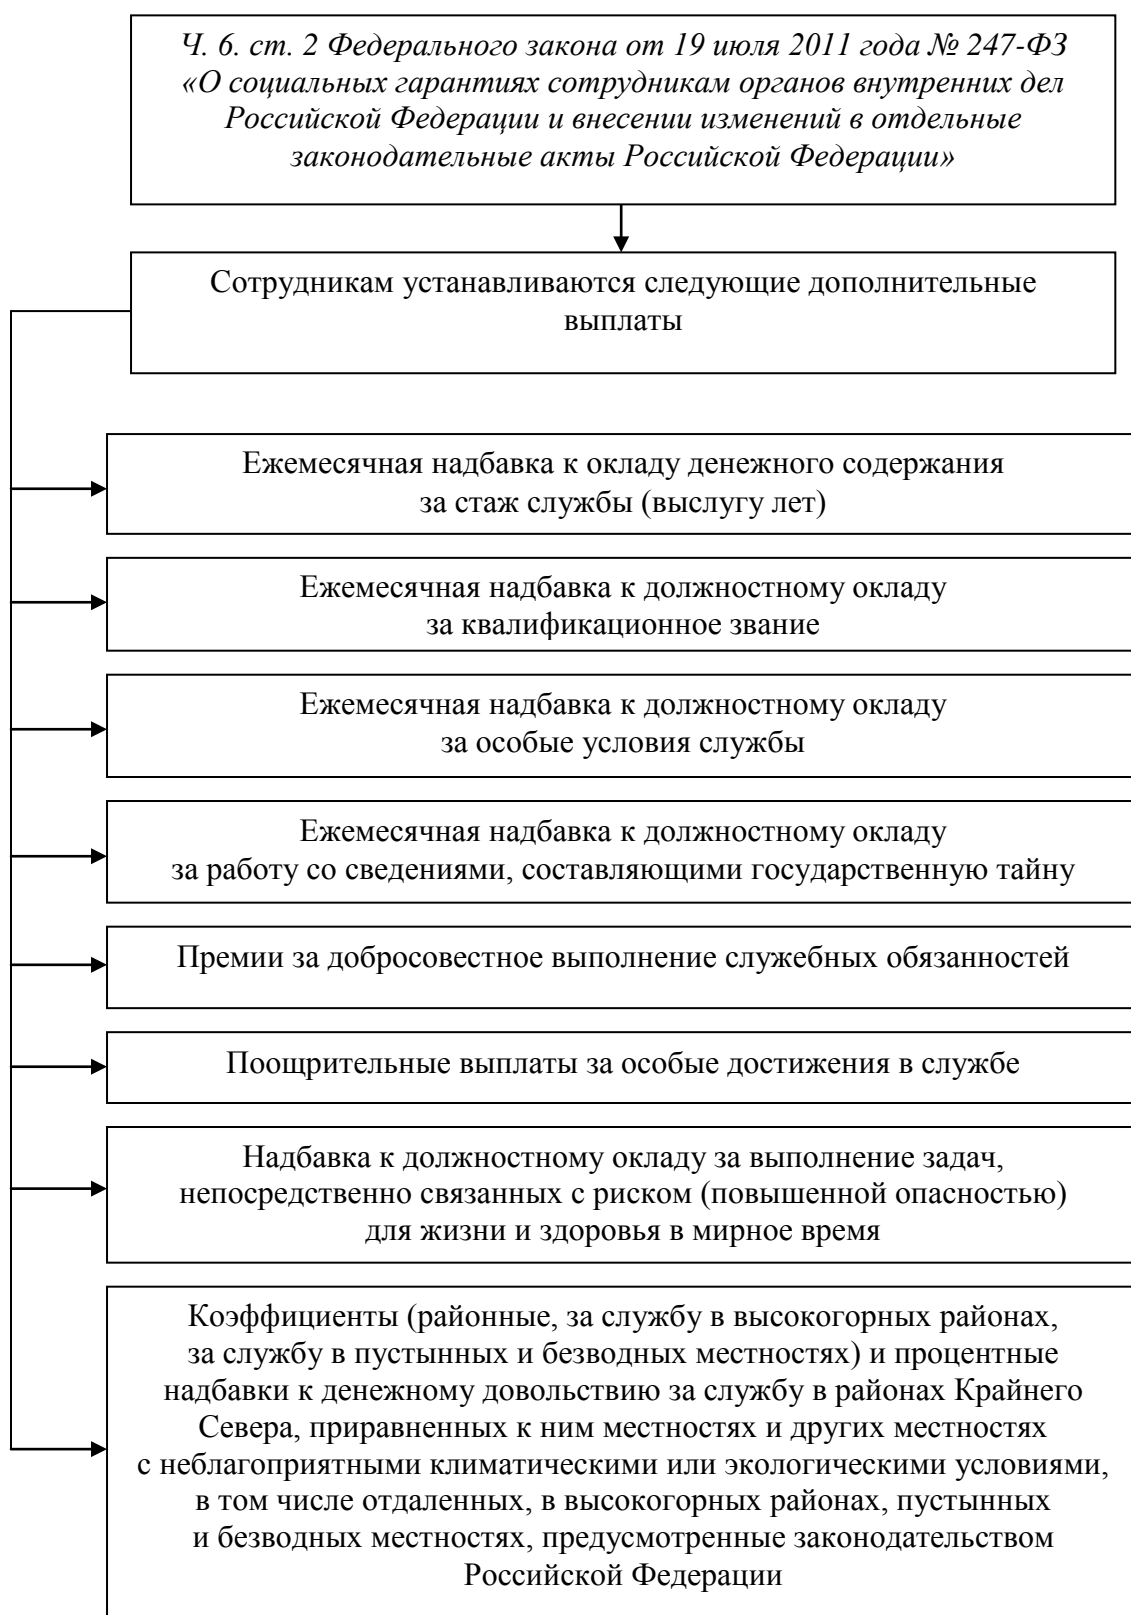 Ч. 6. ст. 2 Федерального закона от 19 июля 2011 года № 247-ФЗ
«О социальных гарантиях сотрудникам органов внутренних дел
Российской Федерации и внесении изменений в отдельные
законодательные акты Российской Федерации»
Сотрудникам устанавливаются следующие дополнительные
выплаты
Ежемесячная надбавка к окладу денежного содержания
за стаж службы (выслугу лет)
Ежемесячная надбавка к должностному окладу
за квалификационное звание
Ежемесячная надбавка к должностному окладу
за особые условия службы
Ежемесячная надбавка к должностному окладу
за работу со сведениями, составляющими государственную тайну
Премии за добросовестное выполнение служебных обязанностей
Поощрительные выплаты за особые достижения в службе
Надбавка к должностному окладу за выполнение задач,
непосредственно связанных с риском (повышенной опасностью)
для жизни и здоровья в мирное время
Коэффициенты (районные, за службу в высокогорных районах,
за службу в пустынных и безводных местностях) и процентные
надбавки к денежному довольствию за службу в районах Крайнего
Севера, приравненных к ним местностях и других местностях
с неблагоприятными климатическими или экологическими условиями,
в том числе отдаленных, в высокогорных районах, пустынных
и безводных местностях, предусмотренные законодательством
Российской Федерации